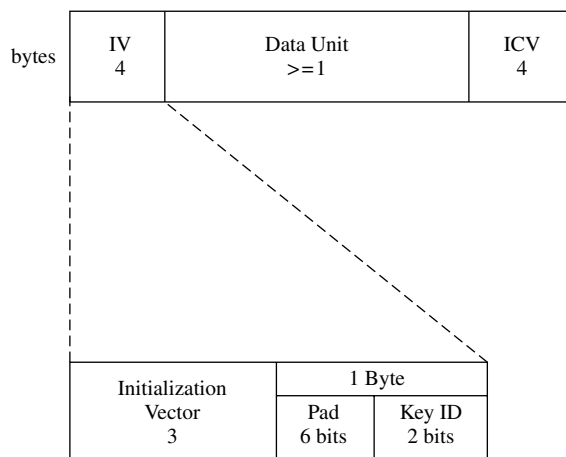 bytes
IV
4
Data Unit
>=1
ICV
4
Initialization
Vector
3
1 Byte
Pad
6 bits
Key ID
2 bits